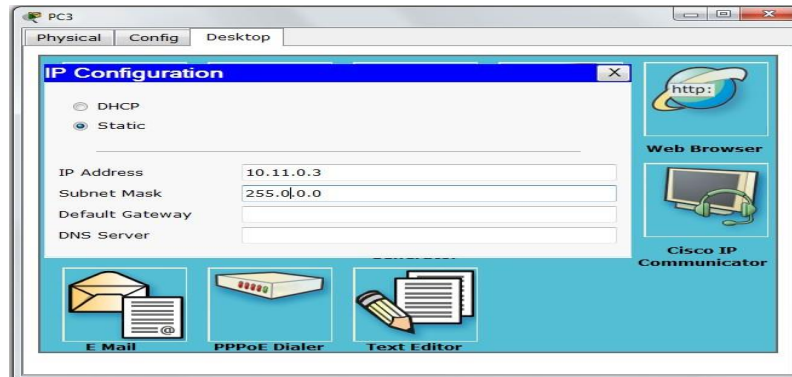 PC3
Physical Config Desktop
IP Configuration X
http:
DHCP
Static
Web Browser
IP Address 10.11.0.3
Subnet Mask 255.0.0.0
Default Gateway
DNS Server
Cisco IP
Communicator
E Mail PPPoE Dialer Text Editor